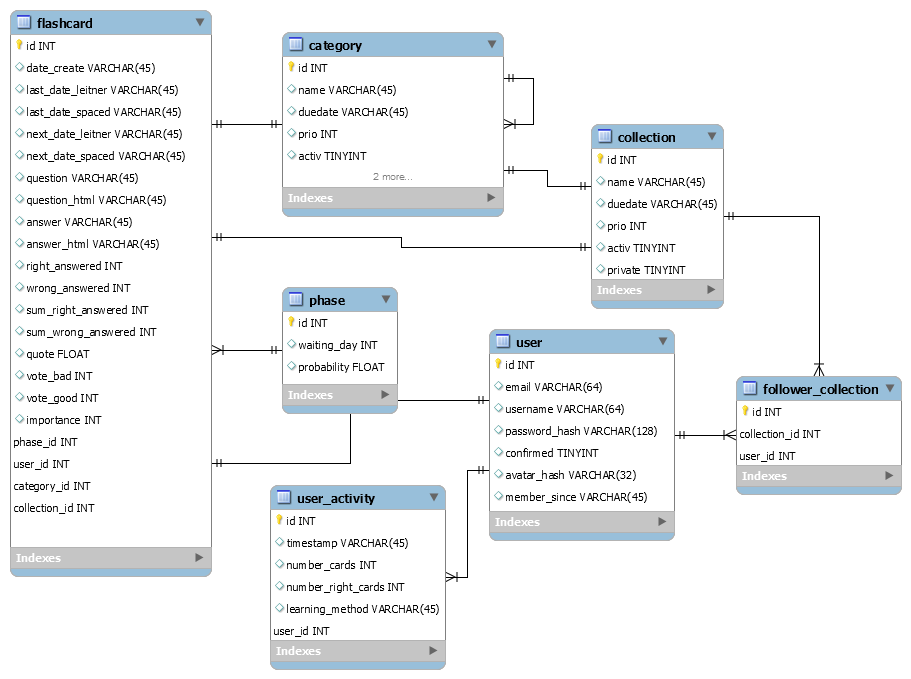 flashcard
id INT
date_create VARCHAR(45)
last_date_leitner VARCHAR(45)
last_date_spaced VARCHAR(45)
next_date_leitner VARCHAR(45)
next_date_spaced VARCHAR(45)
question VARCHAR(45)
question_html VARCHAR(45)
answer VARCHAR(45)
answer_html VARCHAR(45)
right_answered INT
wrong_answered INT
sum_right_answered INT
sum_wrong_answered INT
quote FLOAT
vote_bad INT
vote_good INT
importance INT
phase_id INT
user_id INT
category_id INT
collection_id INT
Indexes
category
id INT
name VARCHAR(45)
duedate VARCHAR(45)
prio INT
activ TINYINT
2 more...
Indexes
collection
id INT
name VARCHAR(45)
duedate VARCHAR(45)
prio INT
activ TINYINT
private TINYINT
Indexes
phase
id INT
waiting_day INT
probability FLOAT
Indexes
user
id INT
email VARCHAR(64)
username VARCHAR(64)
password_hash VARCHAR(128)
confirmed TINYINT
avatar_hash VARCHAR(32)
member_since VARCHAR(45)
Indexes
follower_collection
id INT
collection_id INT
user_id INT
Indexes
user_activity
id INT
timestamp VARCHAR(45)
number_cards INT
number_right_cards INT
learning_method VARCHAR(45)
user_id INT
Indexes